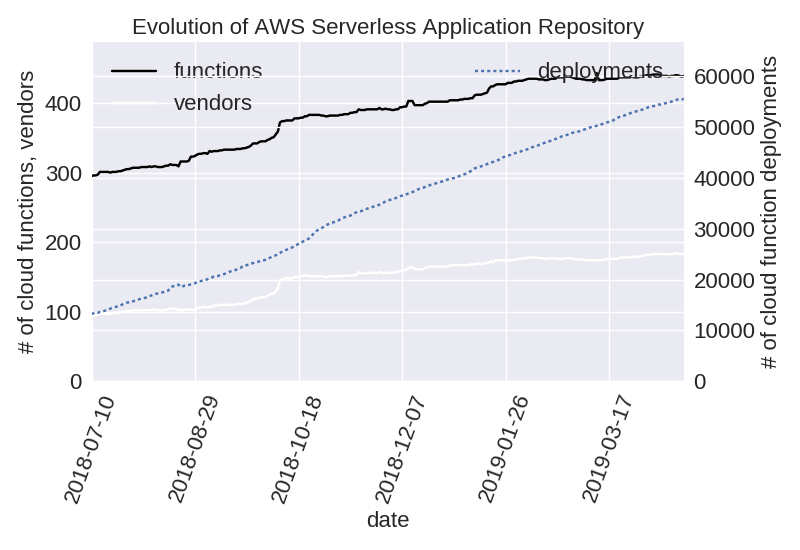 Evolution of AWS Serverless Application Repository
functions
vendors
deployments
# of cloud functions, vendors
400
300
200
100
0
60000
50000
40000
30000
20000
10000
0
# of cloud function deployments
2018-07-10
2018-08-29
2018-10-18
2018-12-07
2019-01-26
2019-03-17
date